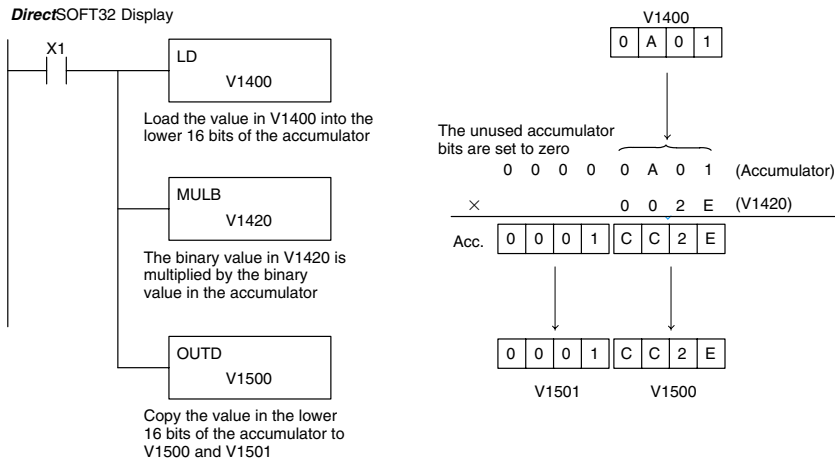 DirectSOFT32 Display
X1
LD
V1400
Load the value in V1400 into the
lower 16 bits of the accumulator
MULB
V1420
The binary value in V1420 is
multiplied by the binary
value in the accumulator
OUTD
V1500
Copy the value in the lower
16 bits of the accumulator to
V1500 and V1501
V1400
0 A 0 1
The unused accumulator
bits are set to zero
0 0 0 0 0 A 0 1 (Accumulator)
× 0 0 2 E (V1420)
Acc. 0 0 0 1 C C 2 E
0 0 0 1 C C 2 E
V1501 V1500